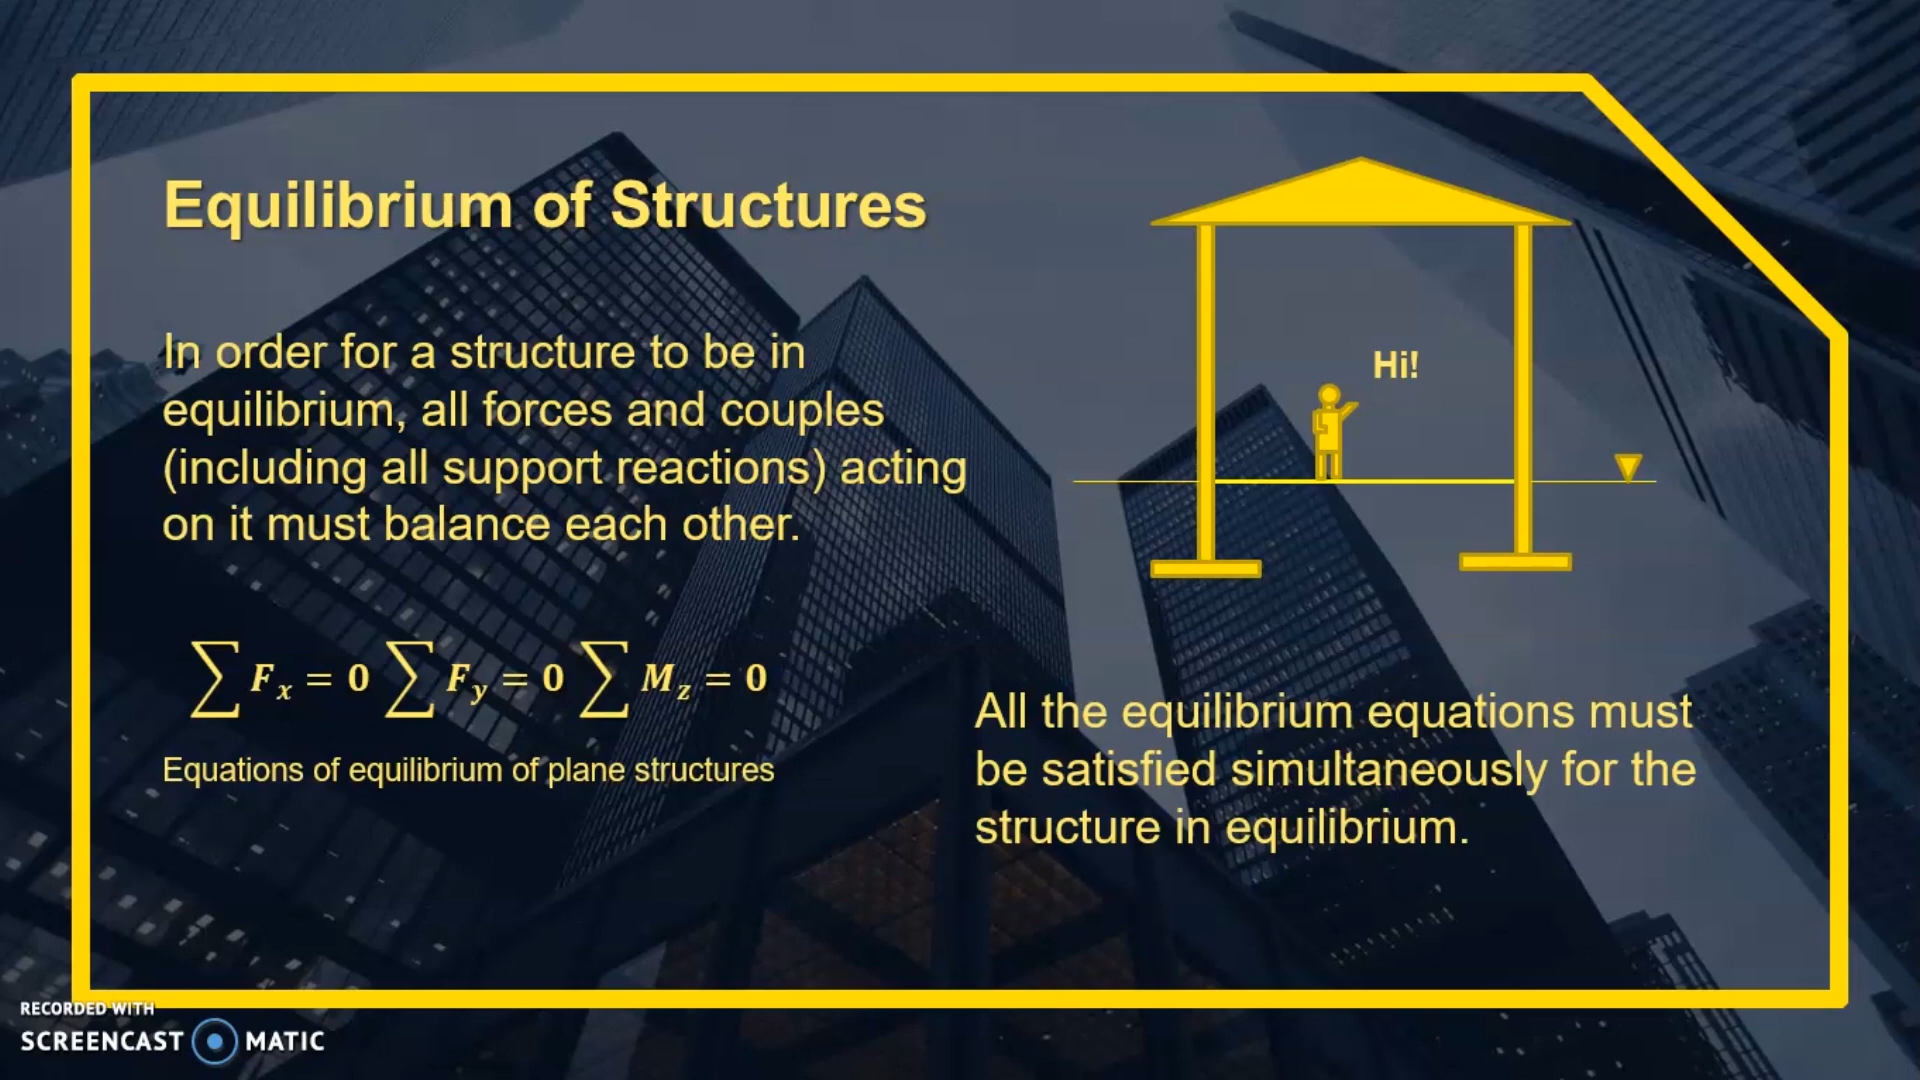 Equilibrium of Structures
In order for a structure to be in
equilibrium, all forces and couples
(including all support reactions) acting
on it must balance each other.
∑ Fₓ = 0 ∑ F_y = 0 ∑ M_z = 0
Equations of equilibrium of plane structures
Hi!
All the equilibrium equations must
be satisfied simultaneously for the
structure in equilibrium.
RECORDED WITH
SCREENCAST MATIC